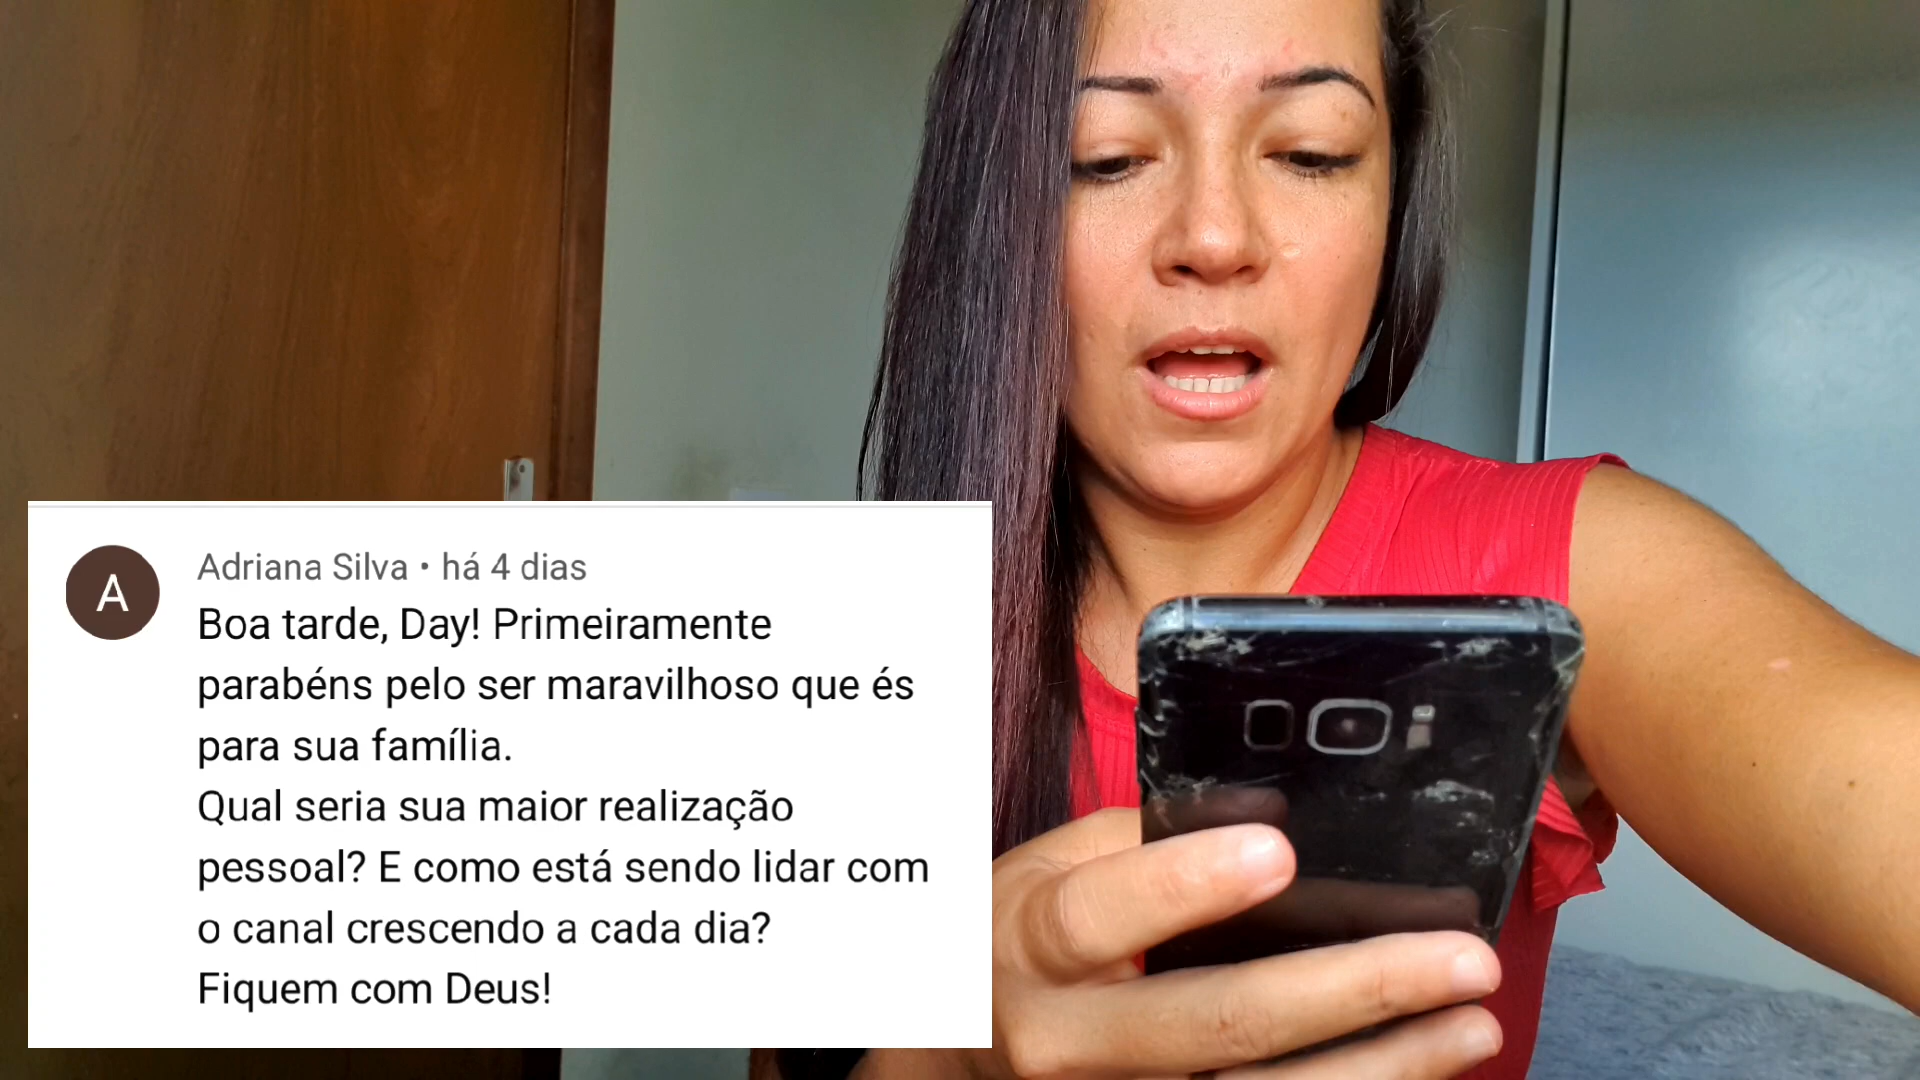 A
Adriana Silva • há 4 dias
Boa tarde, Day! Primeiramente
parabéns pelo ser maravilhoso que és
para sua família.
Qual seria sua maior realização
pessoal? E como está sendo lidar com
o canal crescendo a cada dia?
Fiquem com Deus!